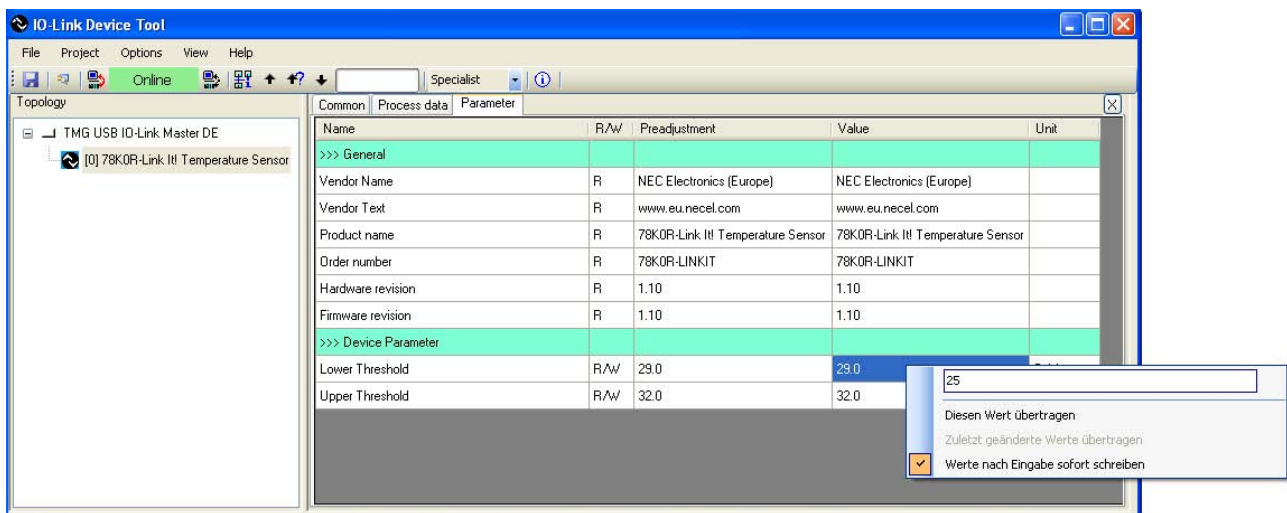 IO-Link Device Tool
File Project Options View Help
Online Specialist
Topology
TMG USB IO-Link Master DE
[0] 78K0R-Link It! Temperature Sensor
Common Process data Parameter
Name R/W Preadjustment Value Unit
>>> General
Vendor Name R NEC Electronics (Europe) NEC Electronics (Europe)
Vendor Text R www.eu.necel.com www.eu.necel.com
Product name R 78K0R-Link It! Temperature Sensor 78K0R-Link It! Temperature Sensor
Order number R 78K0R-LINKIT 78K0R-LINKIT
Hardware revision R 1.10 1.10
Firmware revision R 1.10 1.10
>>> Device Parameter
Lower Threshold R/W 29.0 29.0
Upper Threshold R/W 32.0 32.0
25
Diesen Wert übertragen
Zuletzt geänderte Werte übertragen
Werte nach Eingabe sofort schreiben